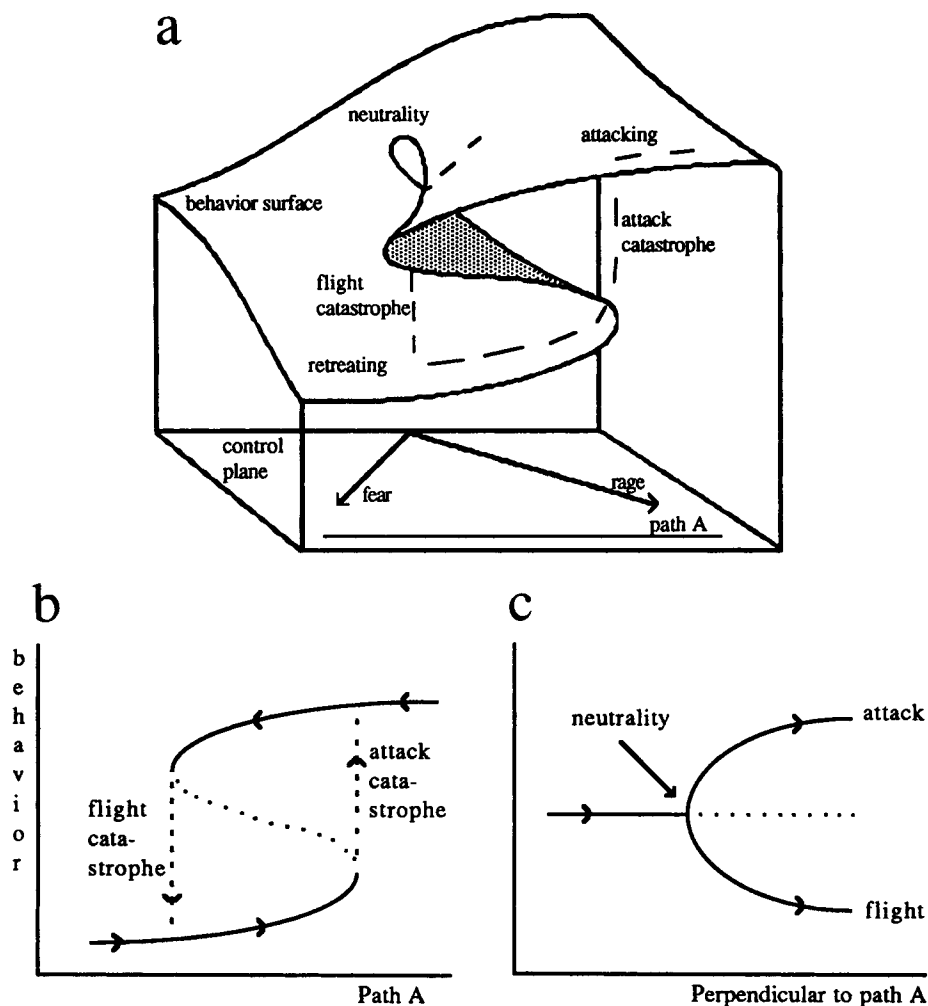 a
neutrality
attacking
behavior surface
attack
catastrophe
flight
catastrophe
retreating
control
plane
fear
rage
path A
b
behavior
flight
cata-
strophe
attack
cata-
strophe
Path A
c
neutrality
attack
flight
Perpendicular to path A